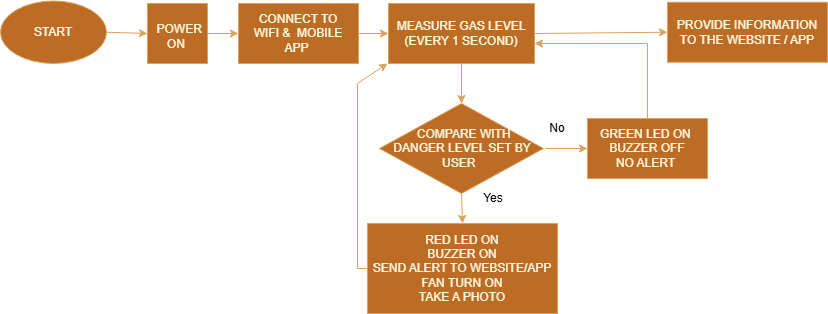 START
POWER
ON
CONNECT TO
WIFI & MOBILE
APP
MEASURE GAS LEVEL
(EVERY 1 SECOND)
PROVIDE INFORMATION
TO THE WEBSITE / APP
COMPARE WITH
DANGER LEVEL SET BY
USER
No
GREEN LED ON
BUZZER OFF
NO ALERT
Yes
RED LED ON
BUZZER ON
SEND ALERT TO WEBSITE/APP
FAN TURN ON
TAKE A PHOTO